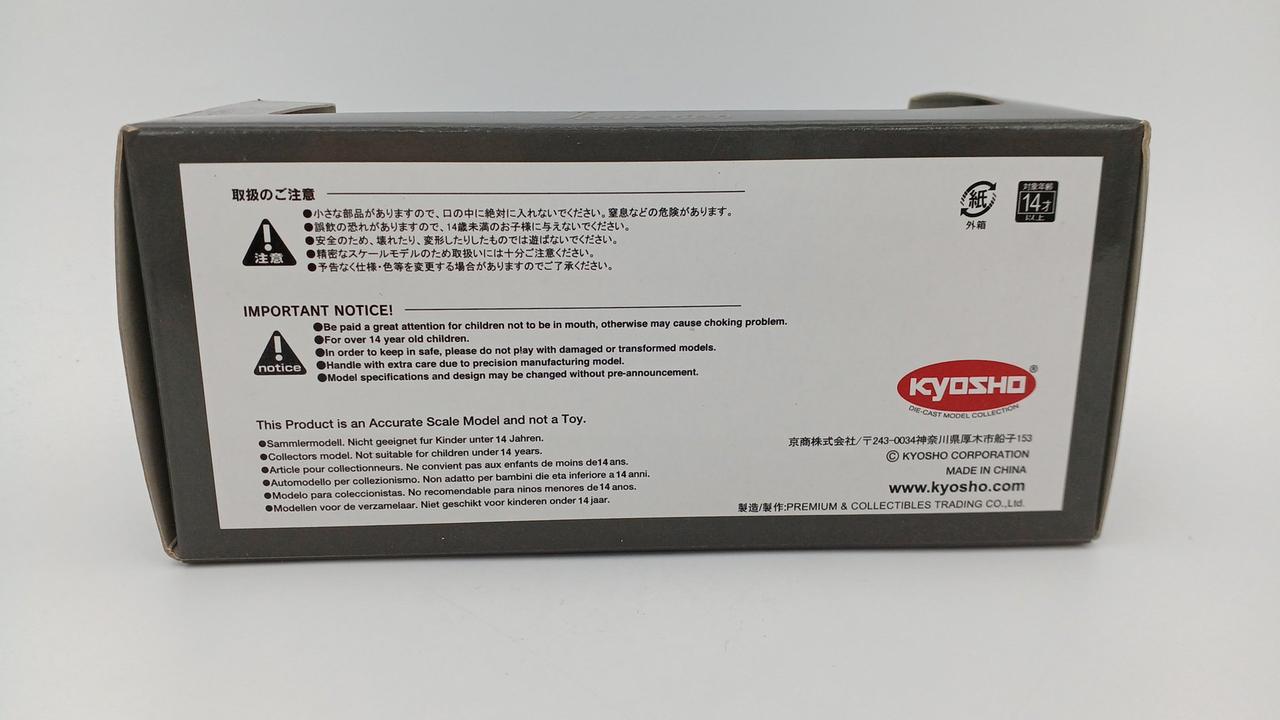 取扱のご注意
注意
●小さな部品がありますので、口の中に絶対に入れないでください。窒息などの危険があります。
●誤飲の恐れがありますので、14歳未満のお子様に与えないでください。
●安全のため、壊れたり、変形したりしたものでは遊ばないでください。
●精密なスケールモデルのため取扱いには十分ご注意ください。
●予告なく仕様・色等を変更する場合がありますのでご了承ください。
紙
外箱
対象年齢
14才
以上
IMPORTANT NOTICE!
notice
●Be paid a great attention for children not to be in mouth, otherwise may cause choking problem.
●For over 14 year old children.
●In order to keep in safe, please do not play with damaged or transformed models.
●Handle with extra care due to precision manufacturing model.
●Model specifications and design may be changed without pre-announcement.
This Product is an Accurate Scale Model and not a Toy.
●Sammlermodell. Nicht geeignet fur Kinder unter 14 Jahren.
●Collectors model. Not suitable for children under 14 years.
●Article pour collectionneurs. Ne convient pas aux enfants de moins de14ans.
●Automodello per collezionismo. Non adatto per bambini die eta inferiore a 14 anni.
●Modelo para coleccionistas. No recomendable para ninos menores de14 anos.
●Modellen voor de verzamelaar. Niet geschikt voor kinderen onder 14 jaar.
KYOSHO®
DIE-CAST MODEL COLLECTION
京商株式会社/〒243-0034神奈川県厚木市船子153
© KYOSHO CORPORATION
MADE IN CHINA
www.kyosho.com
製造/製作:PREMIUM & COLLECTIBLES TRADING CO.,Ltd.